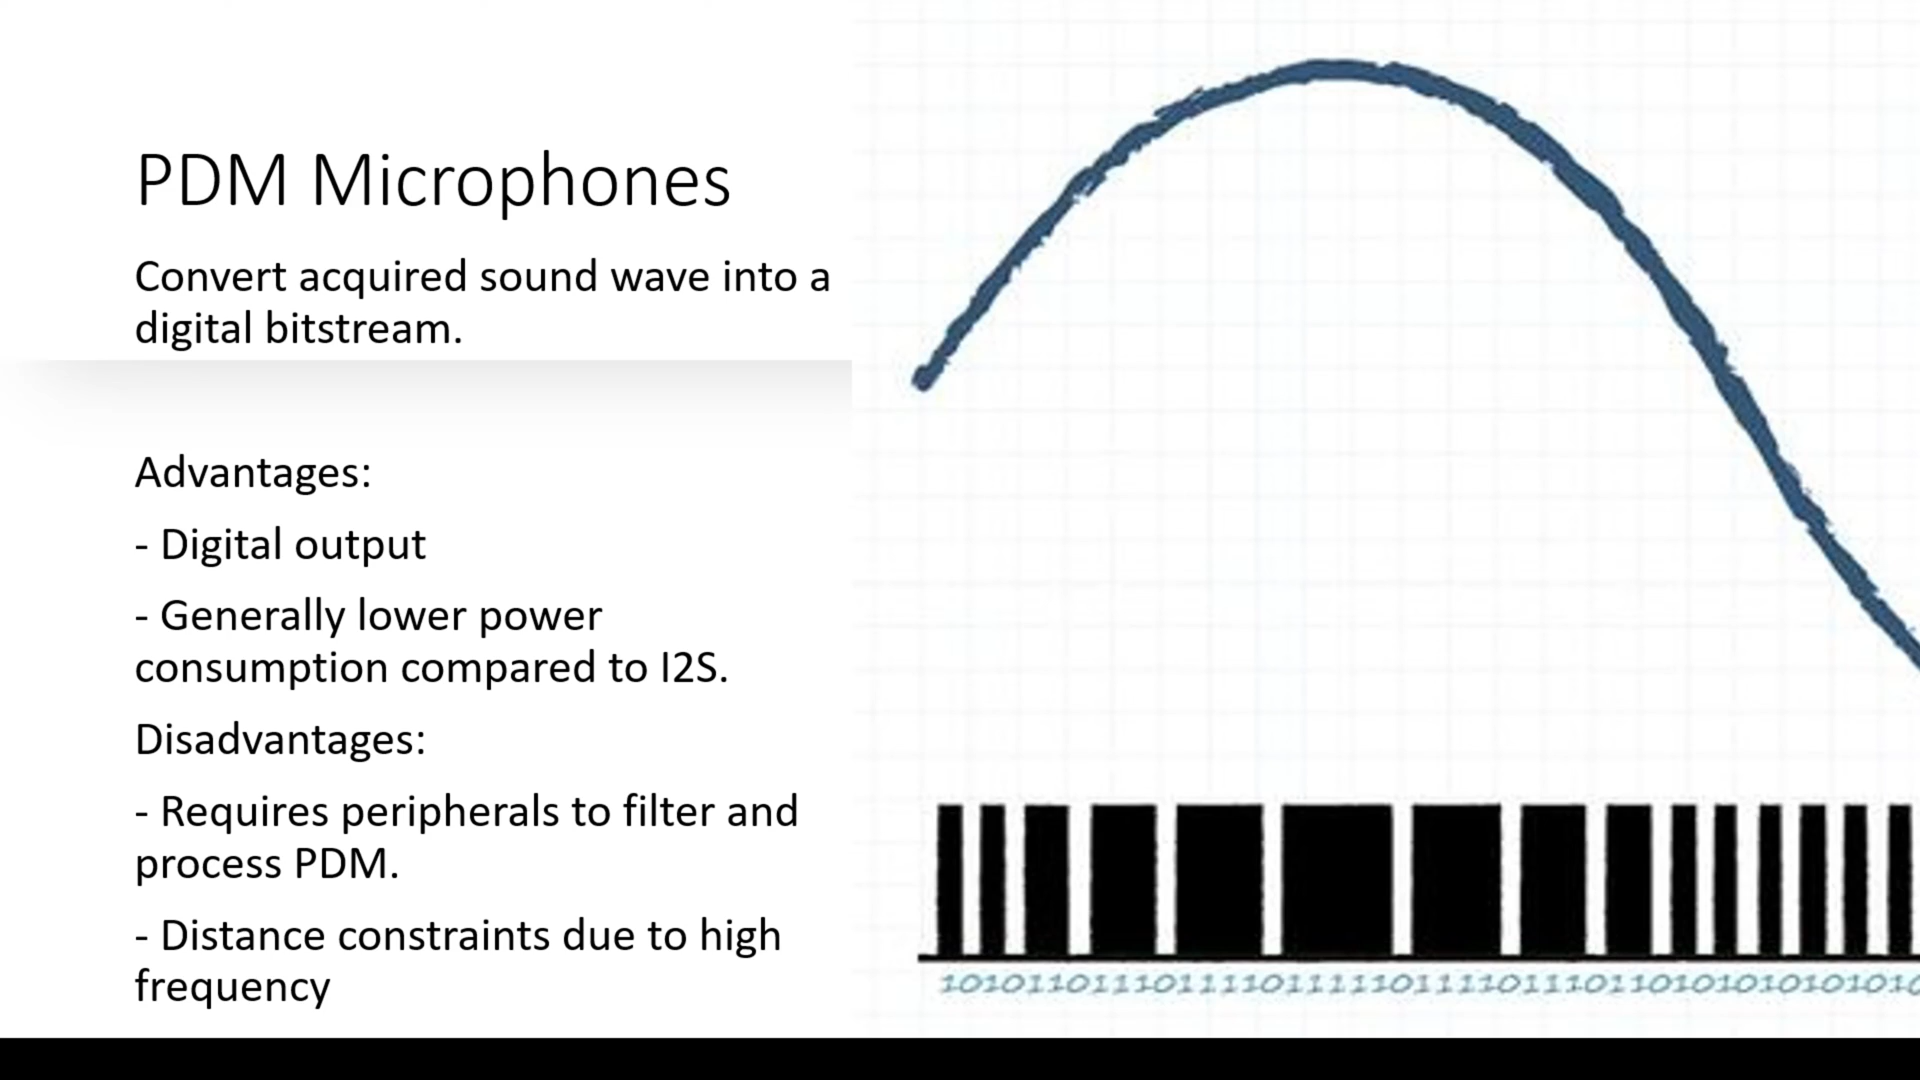 PDM Microphones
Convert acquired sound wave into a
digital bitstream.
Advantages:
- Digital output
- Generally lower power
consumption compared to I2S.
Disadvantages:
- Requires peripherals to filter and
process PDM.
- Distance constraints due to high
frequency
101011011101111011111101111101110110101010101010